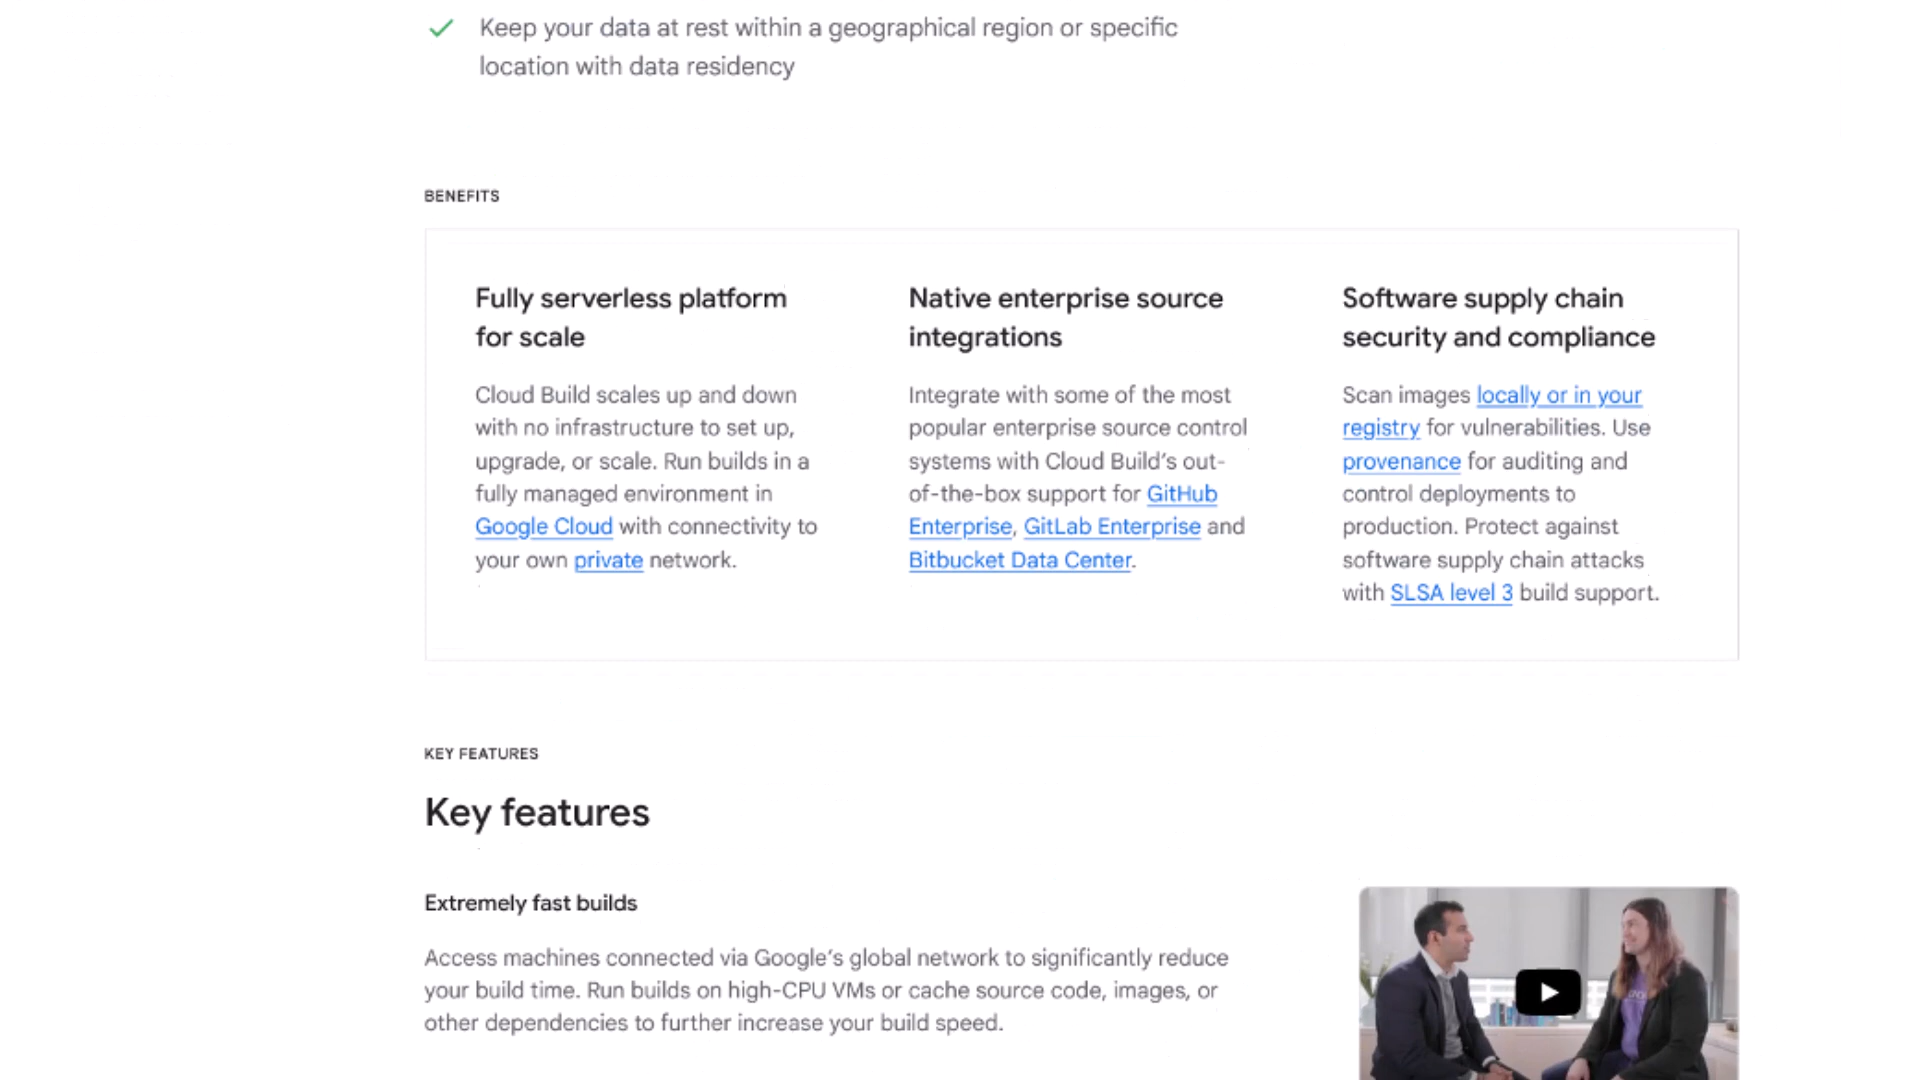 Keep your data at rest within a geographical region or specific
location with data residency
BENEFITS
Fully serverless platform
for scale
Cloud Build scales up and down
with no infrastructure to set up,
upgrade, or scale. Run builds in a
fully managed environment in
Google Cloud with connectivity to
your own private network.
Native enterprise source
integrations
Integrate with some of the most
popular enterprise source control
systems with Cloud Build's out-
of-the-box support for GitHub
Enterprise, GitLab Enterprise and
Bitbucket Data Center.
Software supply chain
security and compliance
Scan images locally or in your
registry for vulnerabilities. Use
provenance for auditing and
control deployments to
production. Protect against
software supply chain attacks
with SLSA level 3 build support.
KEY FEATURES
Key features
Extremely fast builds
Access machines connected via Google's global network to significantly reduce
your build time. Run builds on high-CPU VMs or cache source code, images, or
other dependencies to further increase your build speed.